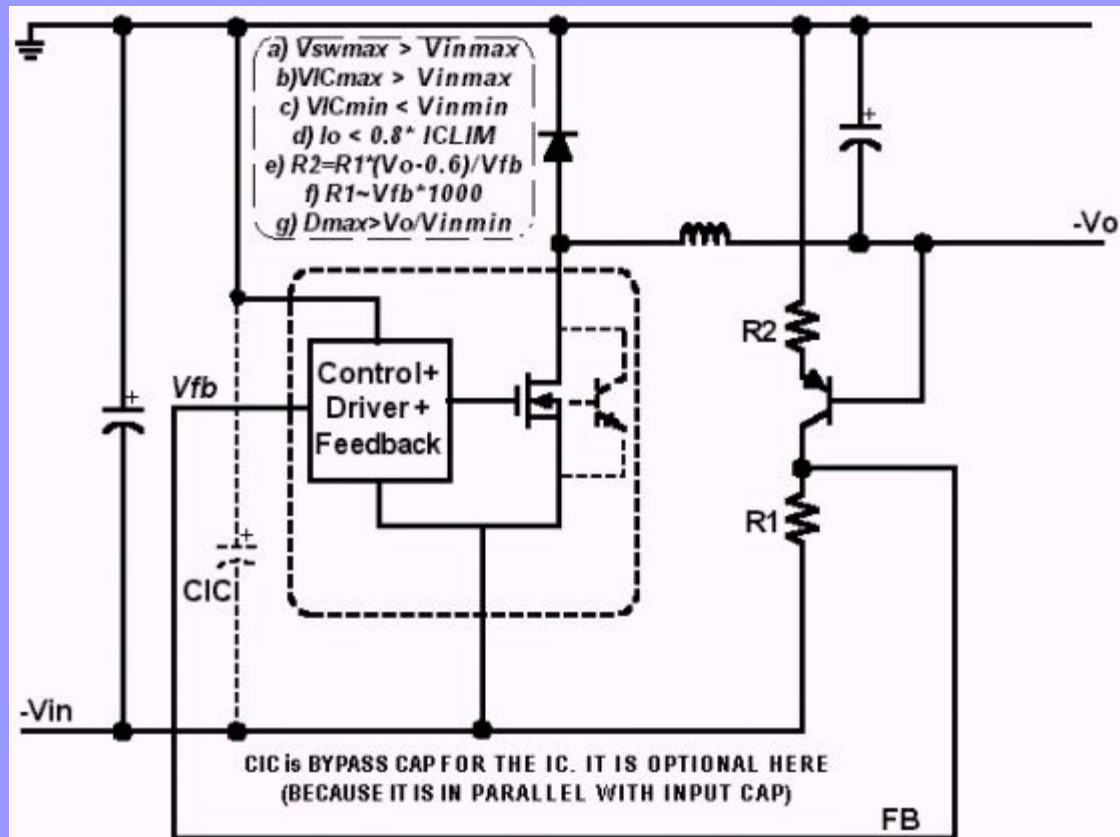 a) Vswmax > Vinmax
b)VICmax > Vinmax
c) VICmin < Vinmin
d) Io < 0.8* ICLIM
e) R2=R1*(Vo-0.6)/Vfb
f) R1~Vfb*1000
g) Dmax>Vo/Vinmin
-Vo
R2
Vfb
Control+
Driver+
Feedback
R1
CIC
-Vin
CIC is BYPASS CAP FOR THE IC. IT IS OPTIONAL HERE
(BECAUSE IT IS IN PARALLEL WITH INPUT CAP)
FB
+
+
+